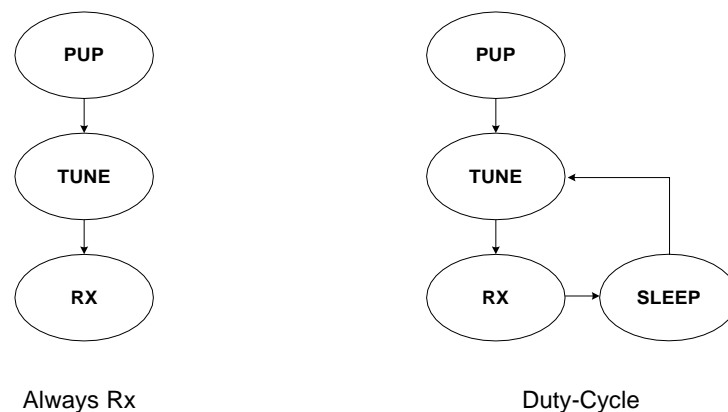 PUP
TUNE
RX
Always Rx
PUP
TUNE
RX
SLEEP
Duty-Cycle